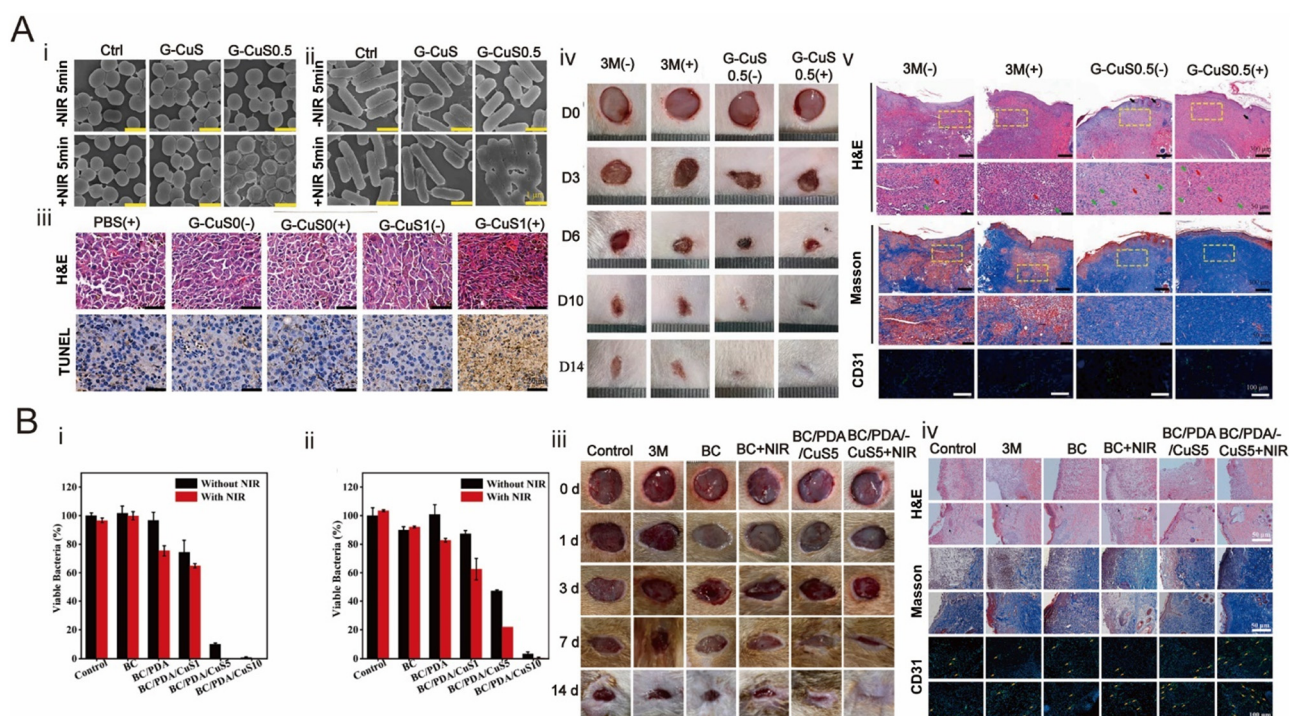 A
i
Ctrl G-CuS G-CuS0.5
-NIR 5min
+NIR 5min
ii
Ctrl G-CuS G-CuS0.5
-NIR 5min
+NIR 5min
iii
PBS(+) G-CuS0(-) G-CuS0(+) G-CuS1(-) G-CuS1(+)
H&E
TUNEL
iv
3M(-) 3M(+) G-CuS 0.5(-) G-CuS 0.5(+)
D0
D3
D6
D10
D14
v
3M(-) 3M(+) G-CuS0.5(-) G-CuS0.5(+)
H&E
Masson
CD31
100 μm
B
i
Without NIR
With NIR
Viable Bacteria (%)
120
100
80
60
40
20
0
Control BC BC/PDA BC/PDA/CuS1 BC/PDA/CuS5 BC/PDA/CuS10
ii
Without NIR
With NIR
Viable Bacteria (%)
120
100
80
60
40
20
0
Control BC BC/PDA BC/PDA/CuS1 BC/PDA/CuS5 BC/PDA/CuS10
iii
Control 3M BC BC+NIR BC/PDA /CuS5 BC/PDA/- CuS5+NIR
0 d
1 d
3 d
7 d
14 d
iv
Control 3M BC BC+NIR BC/PDA /CuS5 BC/PDA/- CuS5+NIR
H&E
50 μm
Masson
50 μm
CD31
100 μm